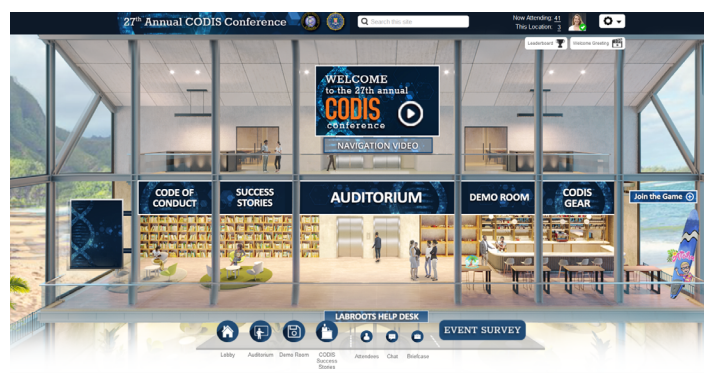 27th Annual CODIS Conference
Search this site
Now Attending: 41
This Location: 3
Leaderboard
Welcome Greeting
WELCOME
to the 27th annual
CODIS
conference
NAVIGATION VIDEO
CODE OF
CONDUCT
SUCCESS
STORIES
AUDITORIUM
DEMO ROOM
CODIS
GEAR
Join the Game
LABROOTS HELP DESK
EVENT SURVEY
Lobby
Auditorium
Demo Room
CODIS
Success
Stories
Attendees
Chat
Briefcase